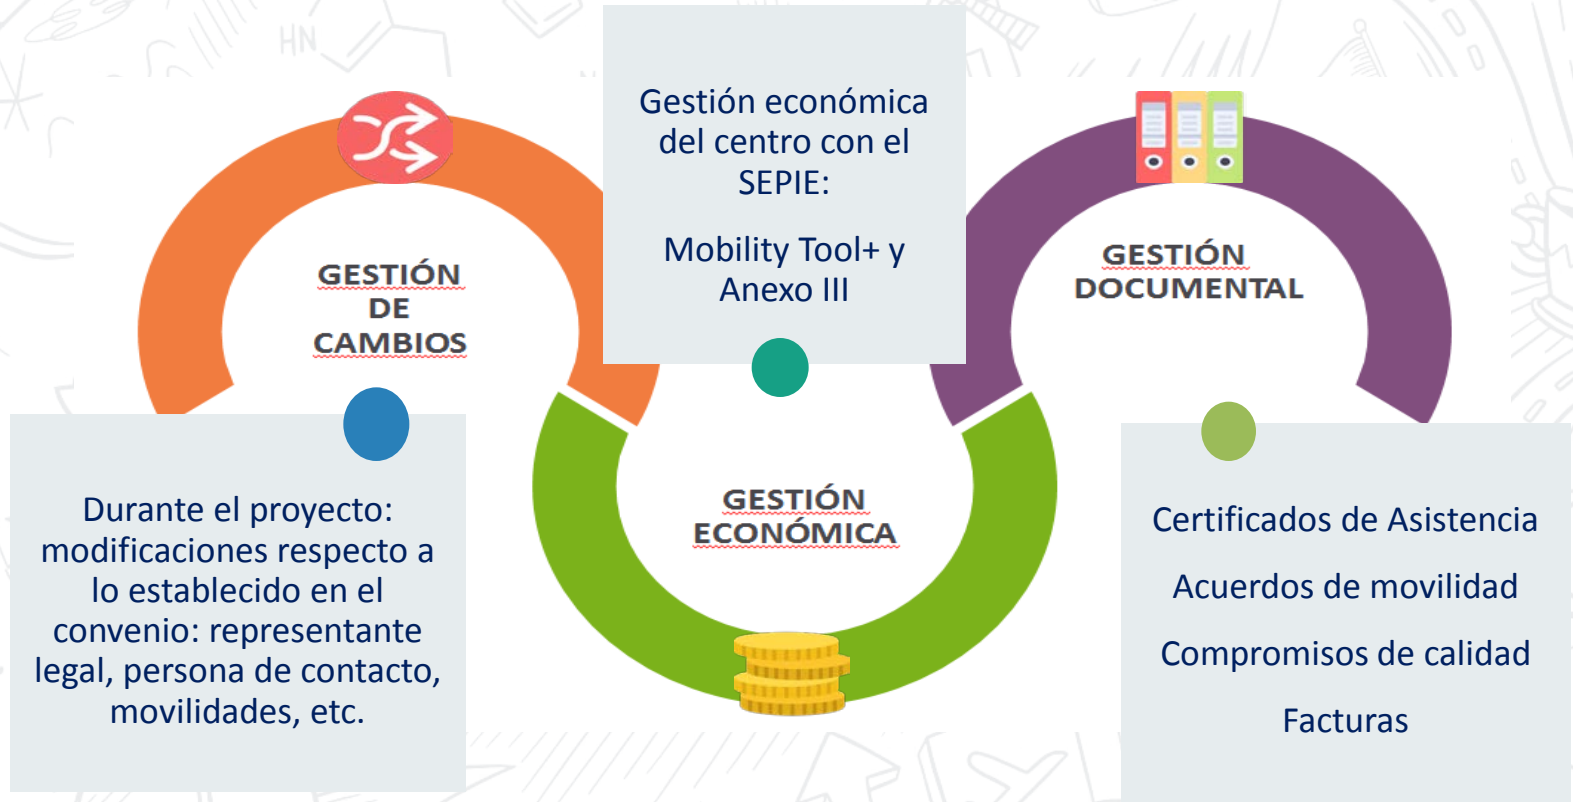 GESTIÓN
DE
CAMBIOS
Durante el proyecto:
modificaciones respecto a
lo establecido en el
convenio: representante
legal, persona de contacto,
movilidades, etc.
Gestión económica
del centro con el
SEPIE:
Mobility Tool+ y
Anexo III
GESTIÓN
ECONÓMICA
GESTIÓN
DOCUMENTAL
Certificados de Asistencia
Acuerdos de movilidad
Compromisos de calidad
Facturas
HN